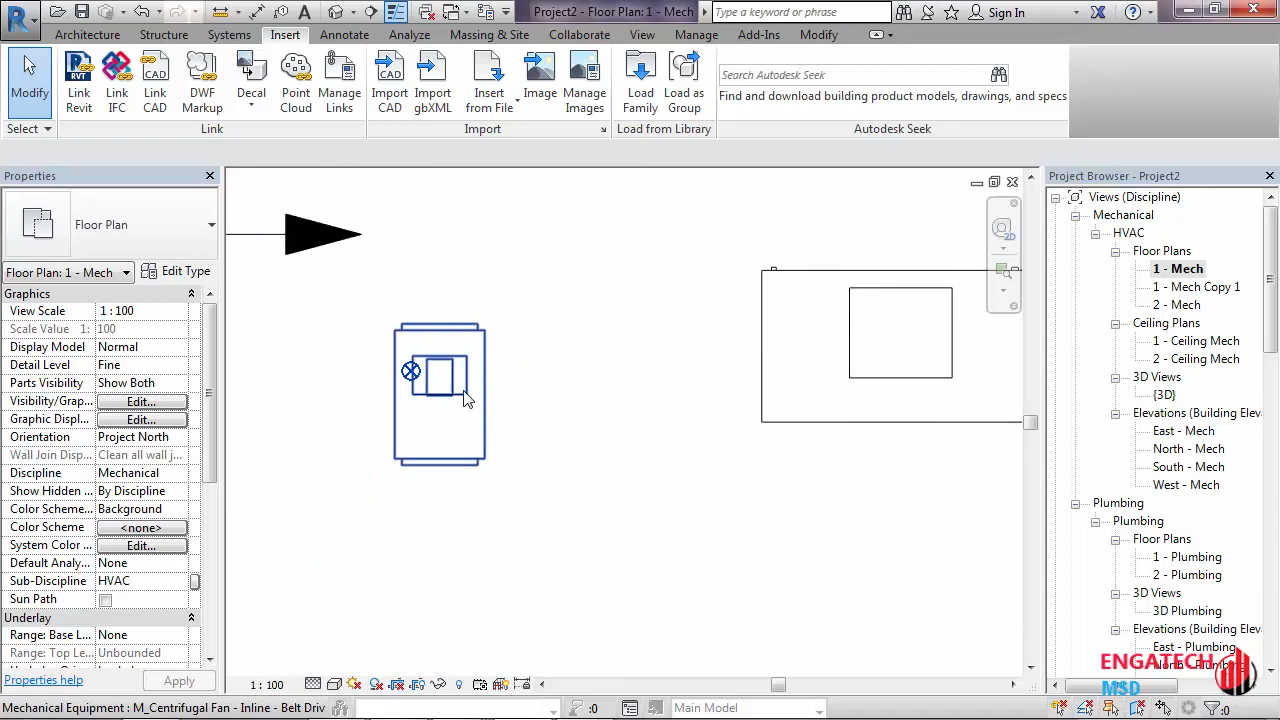 Project2 - Floor Plan: 1 - Mech
Type a keyword or phrase
Sign In
Architecture
Structure
Systems
Insert
Annotate
Analyze
Massing & Site
Collaborate
View
Manage
Add-Ins
Modify
Modify
Link Revit
Link IFC
Link CAD
DWF Markup
Decal
Point Cloud
Manage Links
Import CAD
Import gbXML
Insert from File
Image
Manage Images
Load Family
Load as Group
Search Autodesk Seek
Find and download building product models, drawings, and specs
Select
Link
Import
Load from Library
Autodesk Seek
Properties
Floor Plan
Floor Plan: 1 - Mech
Edit Type
Graphics
View Scale 1 : 100
Scale Value 1: 100
Display Model Normal
Detail Level Fine
Parts Visibility Show Both
Visibility/Grap... Edit...
Graphic Displ... Edit...
Orientation Project North
Wall Join Disp... Clean all wall j...
Discipline Mechanical
Show Hidden ... By Discipline
Color Scheme... Background
Color Scheme <none>
System Color ... Edit...
Default Analy... None
Sub-Discipline HVAC
Sun Path
Underlay
Range: Base L... None
Range: Top Le... Unbounded
Properties help
Apply
2D
Project Browser - Project2
Views (Discipline)
Mechanical
HVAC
Floor Plans
1 - Mech
1 - Mech Copy 1
2 - Mech
Ceiling Plans
1 - Ceiling Mech
2 - Ceiling Mech
3D Views
{3D}
Elevations (Building Elev
East - Mech
North - Mech
South - Mech
West - Mech
Plumbing
Plumbing
Floor Plans
1 - Plumbing
2 - Plumbing
3D Views
3D Plumbing
Elevations (Building Elev
East - Plumbing
ENGATECH
MSD
1 : 100
Mechanical Equipment : M_Centrifugal Fan - Inline - Belt Driv
:0
Main Model
:0